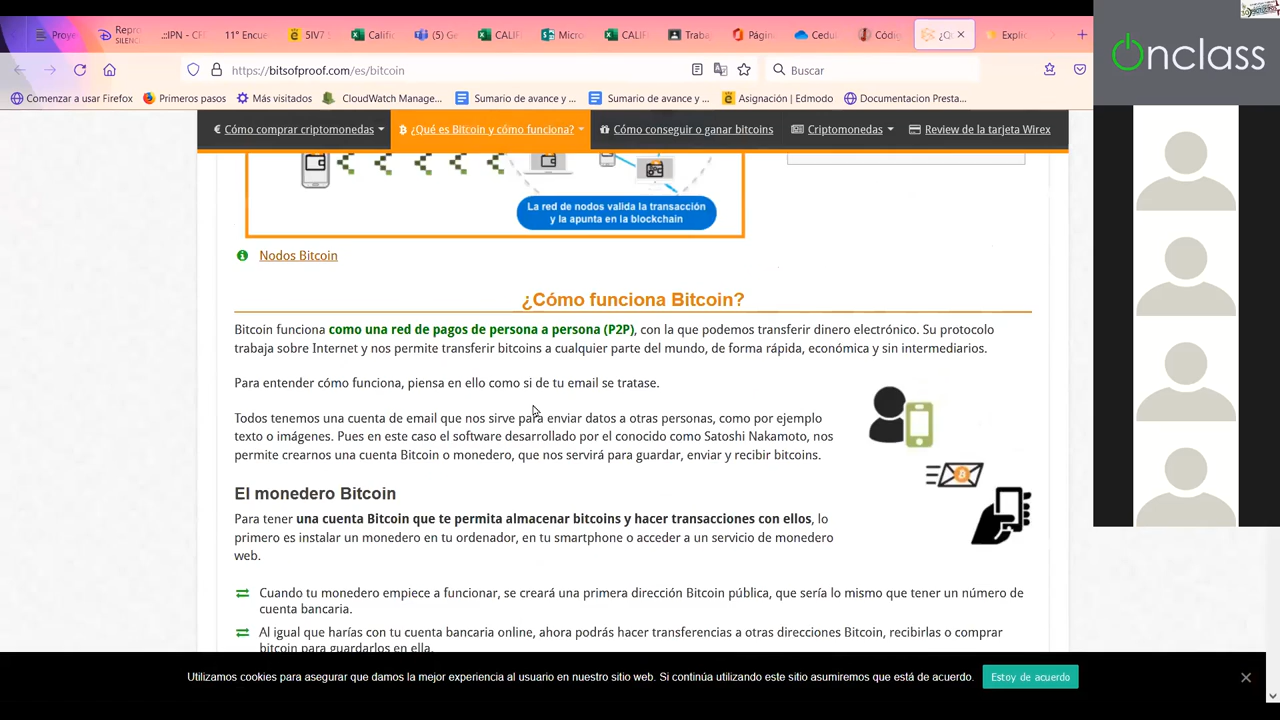 Proye
Repro
SILENC
.::IPN - CF
11° Encue
5IV7 S
Califi
(5) Ge
CALIF
Micro
CALIF
Traba
Págin
Cedul
Códig
¿Q
Explic
https://bitsofproof.com/es/bitcoin
Buscar
Comenzar a usar Firefox
Primeros pasos
Más visitados
CloudWatch Manage...
Sumario de avance y ...
Sumario de avance y ...
Asignación | Edmodo
Documentacion Presta...
onclass
Cómo comprar criptomonedas
¿Qué es Bitcoin y cómo funciona?
Cómo conseguir o ganar bitcoins
Criptomonedas
Review de la tarjeta Wirex
La red de nodos valida la transacción
y la apunta en la blockchain
Nodos Bitcoin
¿Cómo funciona Bitcoin?
Bitcoin funciona como una red de pagos de persona a persona (P2P), con la que podemos transferir dinero electrónico. Su protocolo
trabaja sobre Internet y nos permite transferir bitcoins a cualquier parte del mundo, de forma rápida, económica y sin intermediarios.
Para entender cómo funciona, piensa en ello como si de tu email se tratase.
Todos tenemos una cuenta de email que nos sirve para enviar datos a otras personas, como por ejemplo
texto o imágenes. Pues en este caso el software desarrollado por el conocido como Satoshi Nakamoto, nos
permite crearnos una cuenta Bitcoin o monedero, que nos servirá para guardar, enviar y recibir bitcoins.
El monedero Bitcoin
Para tener una cuenta Bitcoin que te permita almacenar bitcoins y hacer transacciones con ellos, lo
primero es instalar un monedero en tu ordenador, en tu smartphone o acceder a un servicio de monedero
web.
Cuando tu monedero empiece a funcionar, se creará una primera dirección Bitcoin pública, que sería lo mismo que tener un número de
cuenta bancaria.
Al igual que harías con tu cuenta bancaria online, ahora podrás hacer transferencias a otras direcciones Bitcoin, recibirlas o comprar
bitcoin para guardarlos en ella.
Utilizamos cookies para asegurar que damos la mejor experiencia al usuario en nuestro sitio web. Si continúa utilizando este sitio asumiremos que está de acuerdo.
Estoy de acuerdo